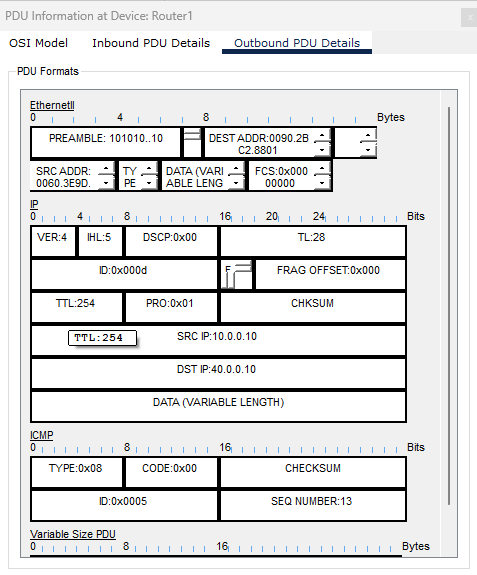 PDU Information at Device: Router1
x
OSI Model Inbound PDU Details Outbound PDU Details
PDU Formats
EthernetII
0 4 8 Bytes
PREAMBLE: 101010..10 DEST ADDR:0090.2B
C2.8801
SRC ADDR: TY DATA (VARI FCS:0x000
0060.3E9D. PE ABLE LENG 00000
IP
0 4 8 16 20 24 Bits
VER:4 IHL:5 DSCP:0x00 TL:28
ID:0x000d F FRAG OFFSET:0x000
TTL:254 PRO:0x01 CHKSUM
TTL:254 SRC IP:10.0.0.10
DST IP:40.0.0.10
DATA (VARIABLE LENGTH)
ICMP
0 8 16 Bits
TYPE:0x08 CODE:0x00 CHECKSUM
ID:0x0005 SEQ NUMBER:13
Variable Size PDU
0 8 16 Bytes